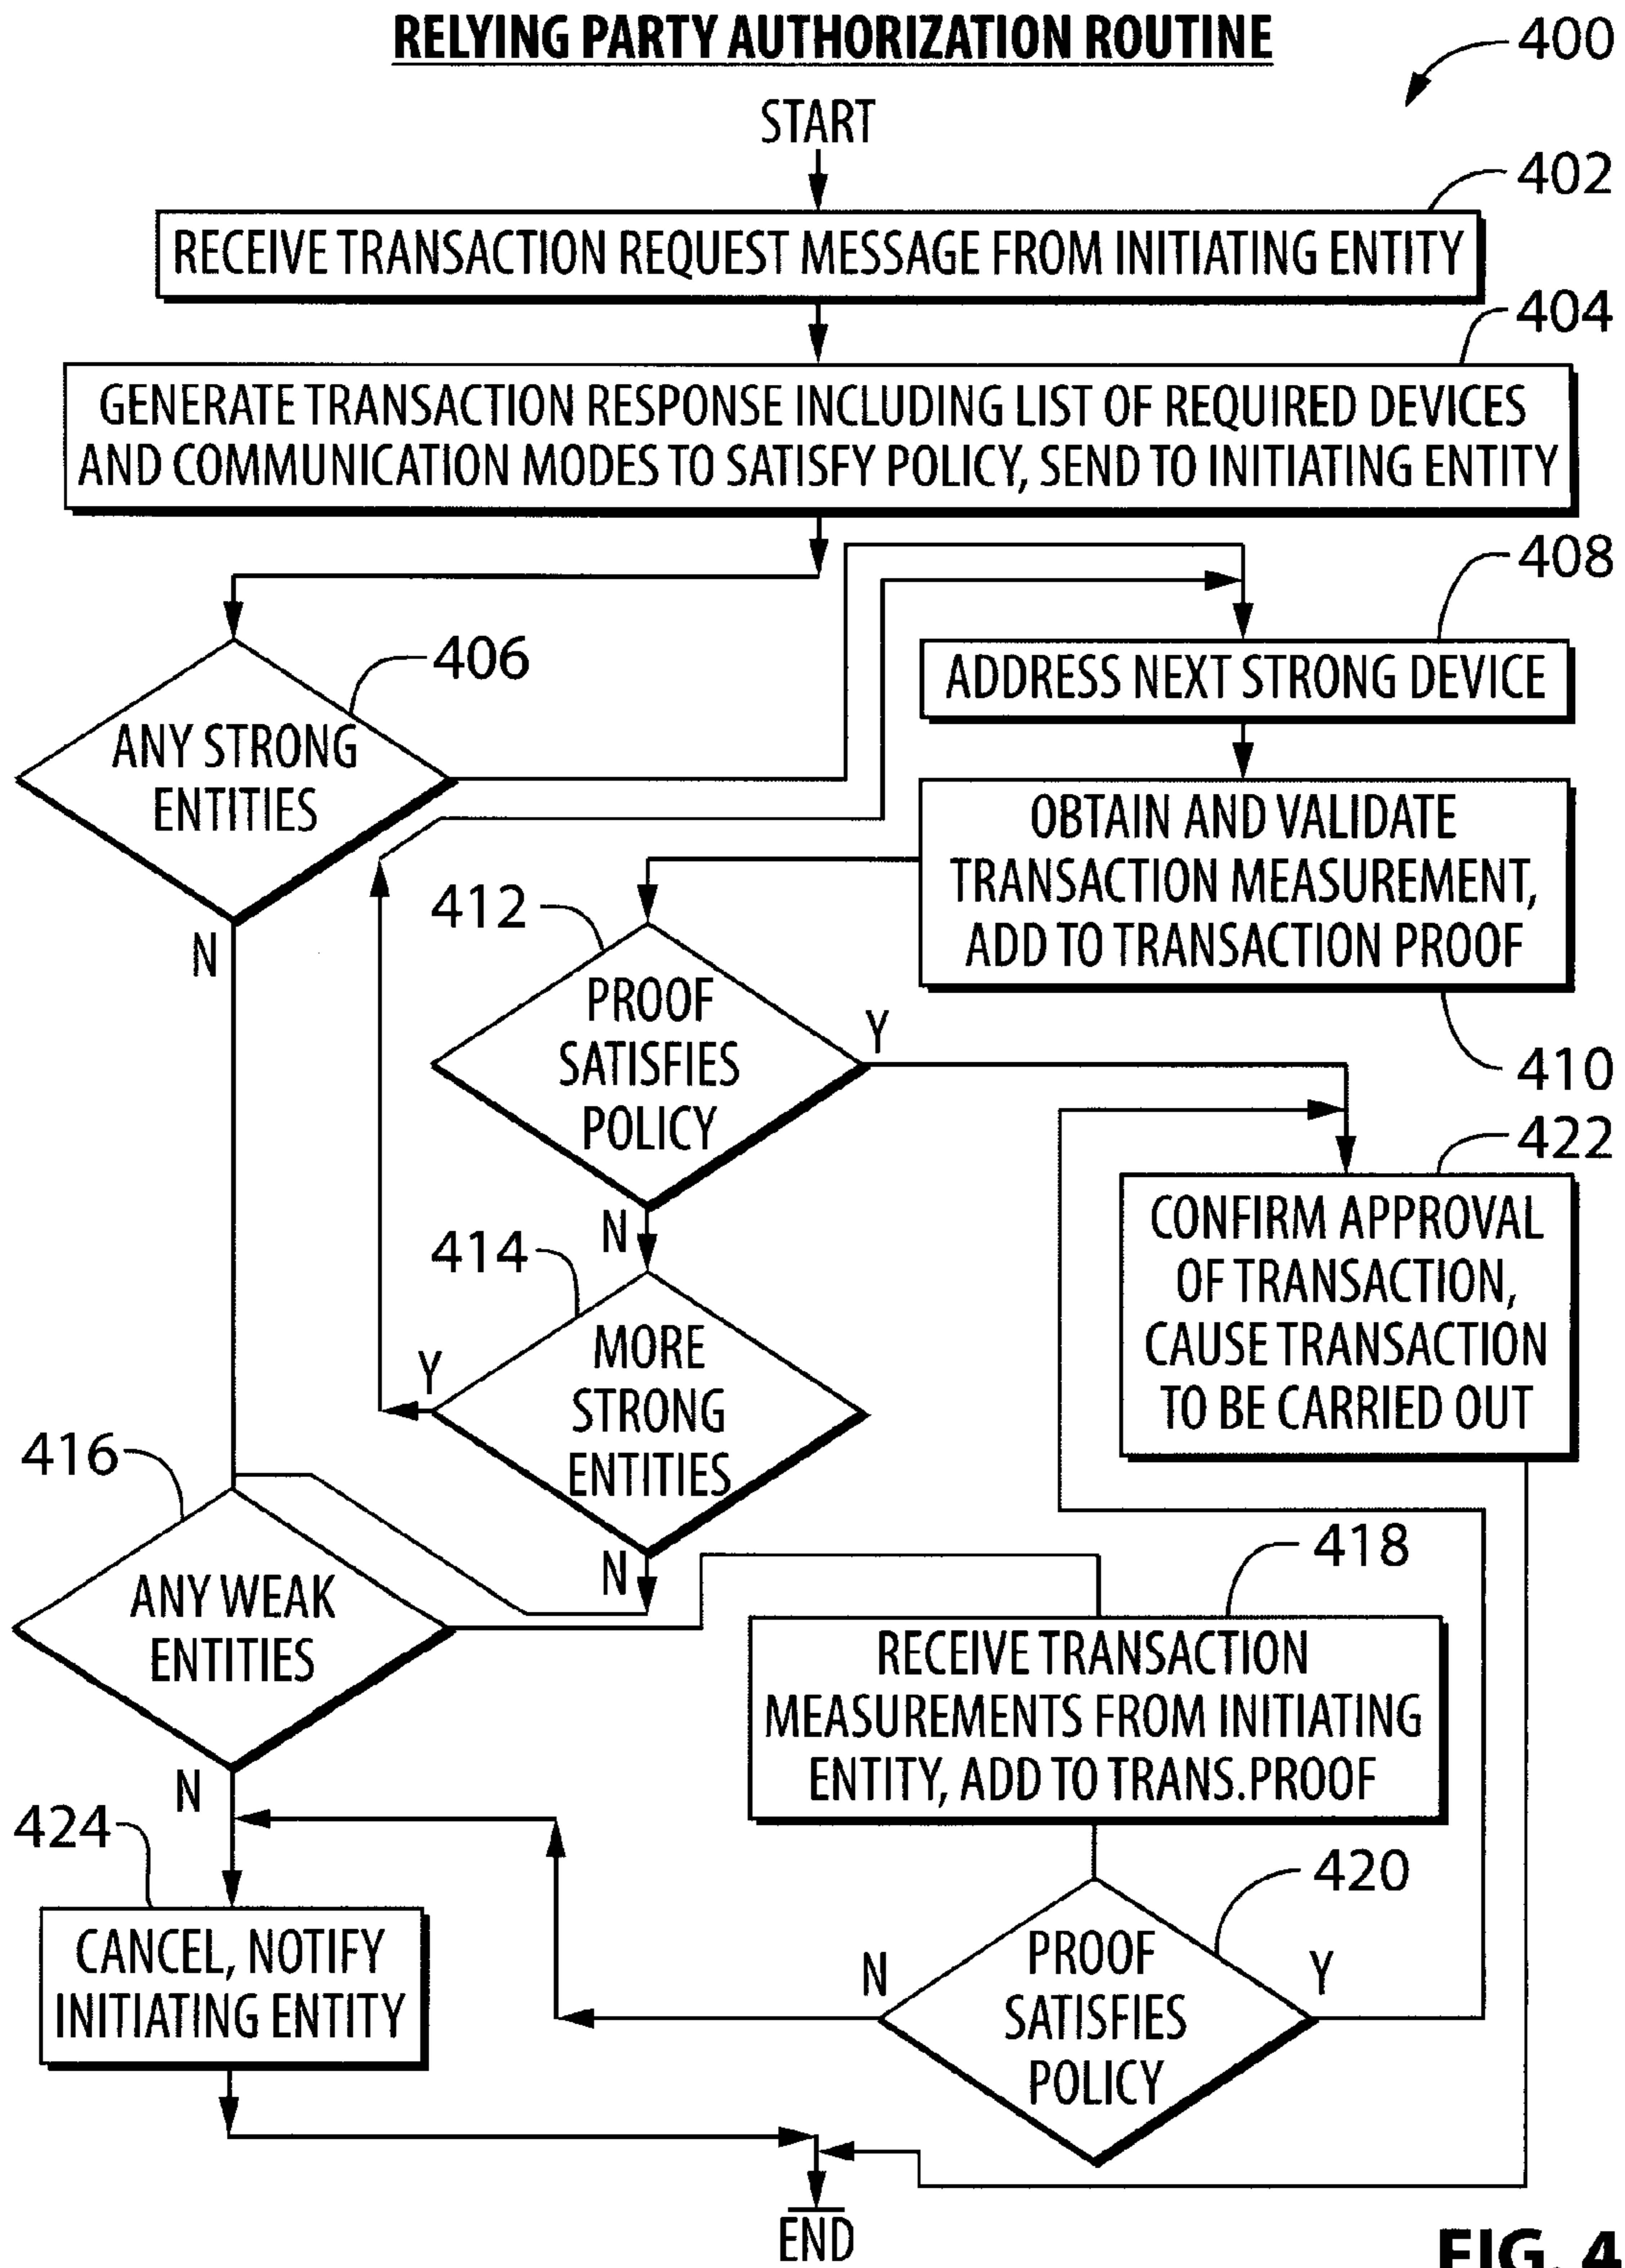 RELYING PARTY AUTHORIZATION ROUTINE
400
START
402
RECEIVE TRANSACTION REQUEST MESSAGE FROM INITIATING ENTITY
404
GENERATE TRANSACTION RESPONSE INCLUDING LIST OF REQUIRED DEVICES
AND COMMUNICATION MODES TO SATISFY POLICY, SEND TO INITIATING ENTITY
408
406
ADDRESS NEXT STRONG DEVICE
ANY STRONG
ENTITIES
N
OBTAIN AND VALIDATE
TRANSACTION MEASUREMENT,
ADD TO TRANSACTION PROOF
410
412
PROOF
SATISFIES
POLICY
Y
N
422
CONFIRM APPROVAL
OF TRANSACTION,
CAUSE TRANSACTION
TO BE CARRIED OUT
414
MORE
STRONG
ENTITIES
Y
N
416
ANY WEAK
ENTITIES
N
418
RECEIVE TRANSACTION
MEASUREMENTS FROM INITIATING
ENTITY, ADD TO TRANS.PROOF
424
CANCEL, NOTIFY
INITIATING ENTITY
420
N
PROOF
SATISFIES
POLICY
Y
END
FIG. 4